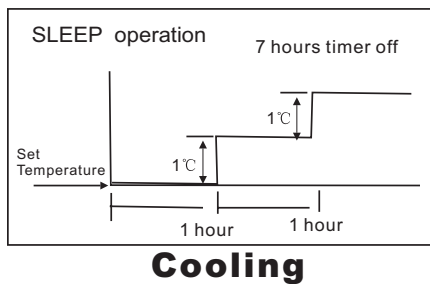 SLEEP operation
7 hours timer off
1℃
Set
Temperature
1℃
1 hour
1 hour
Cooling